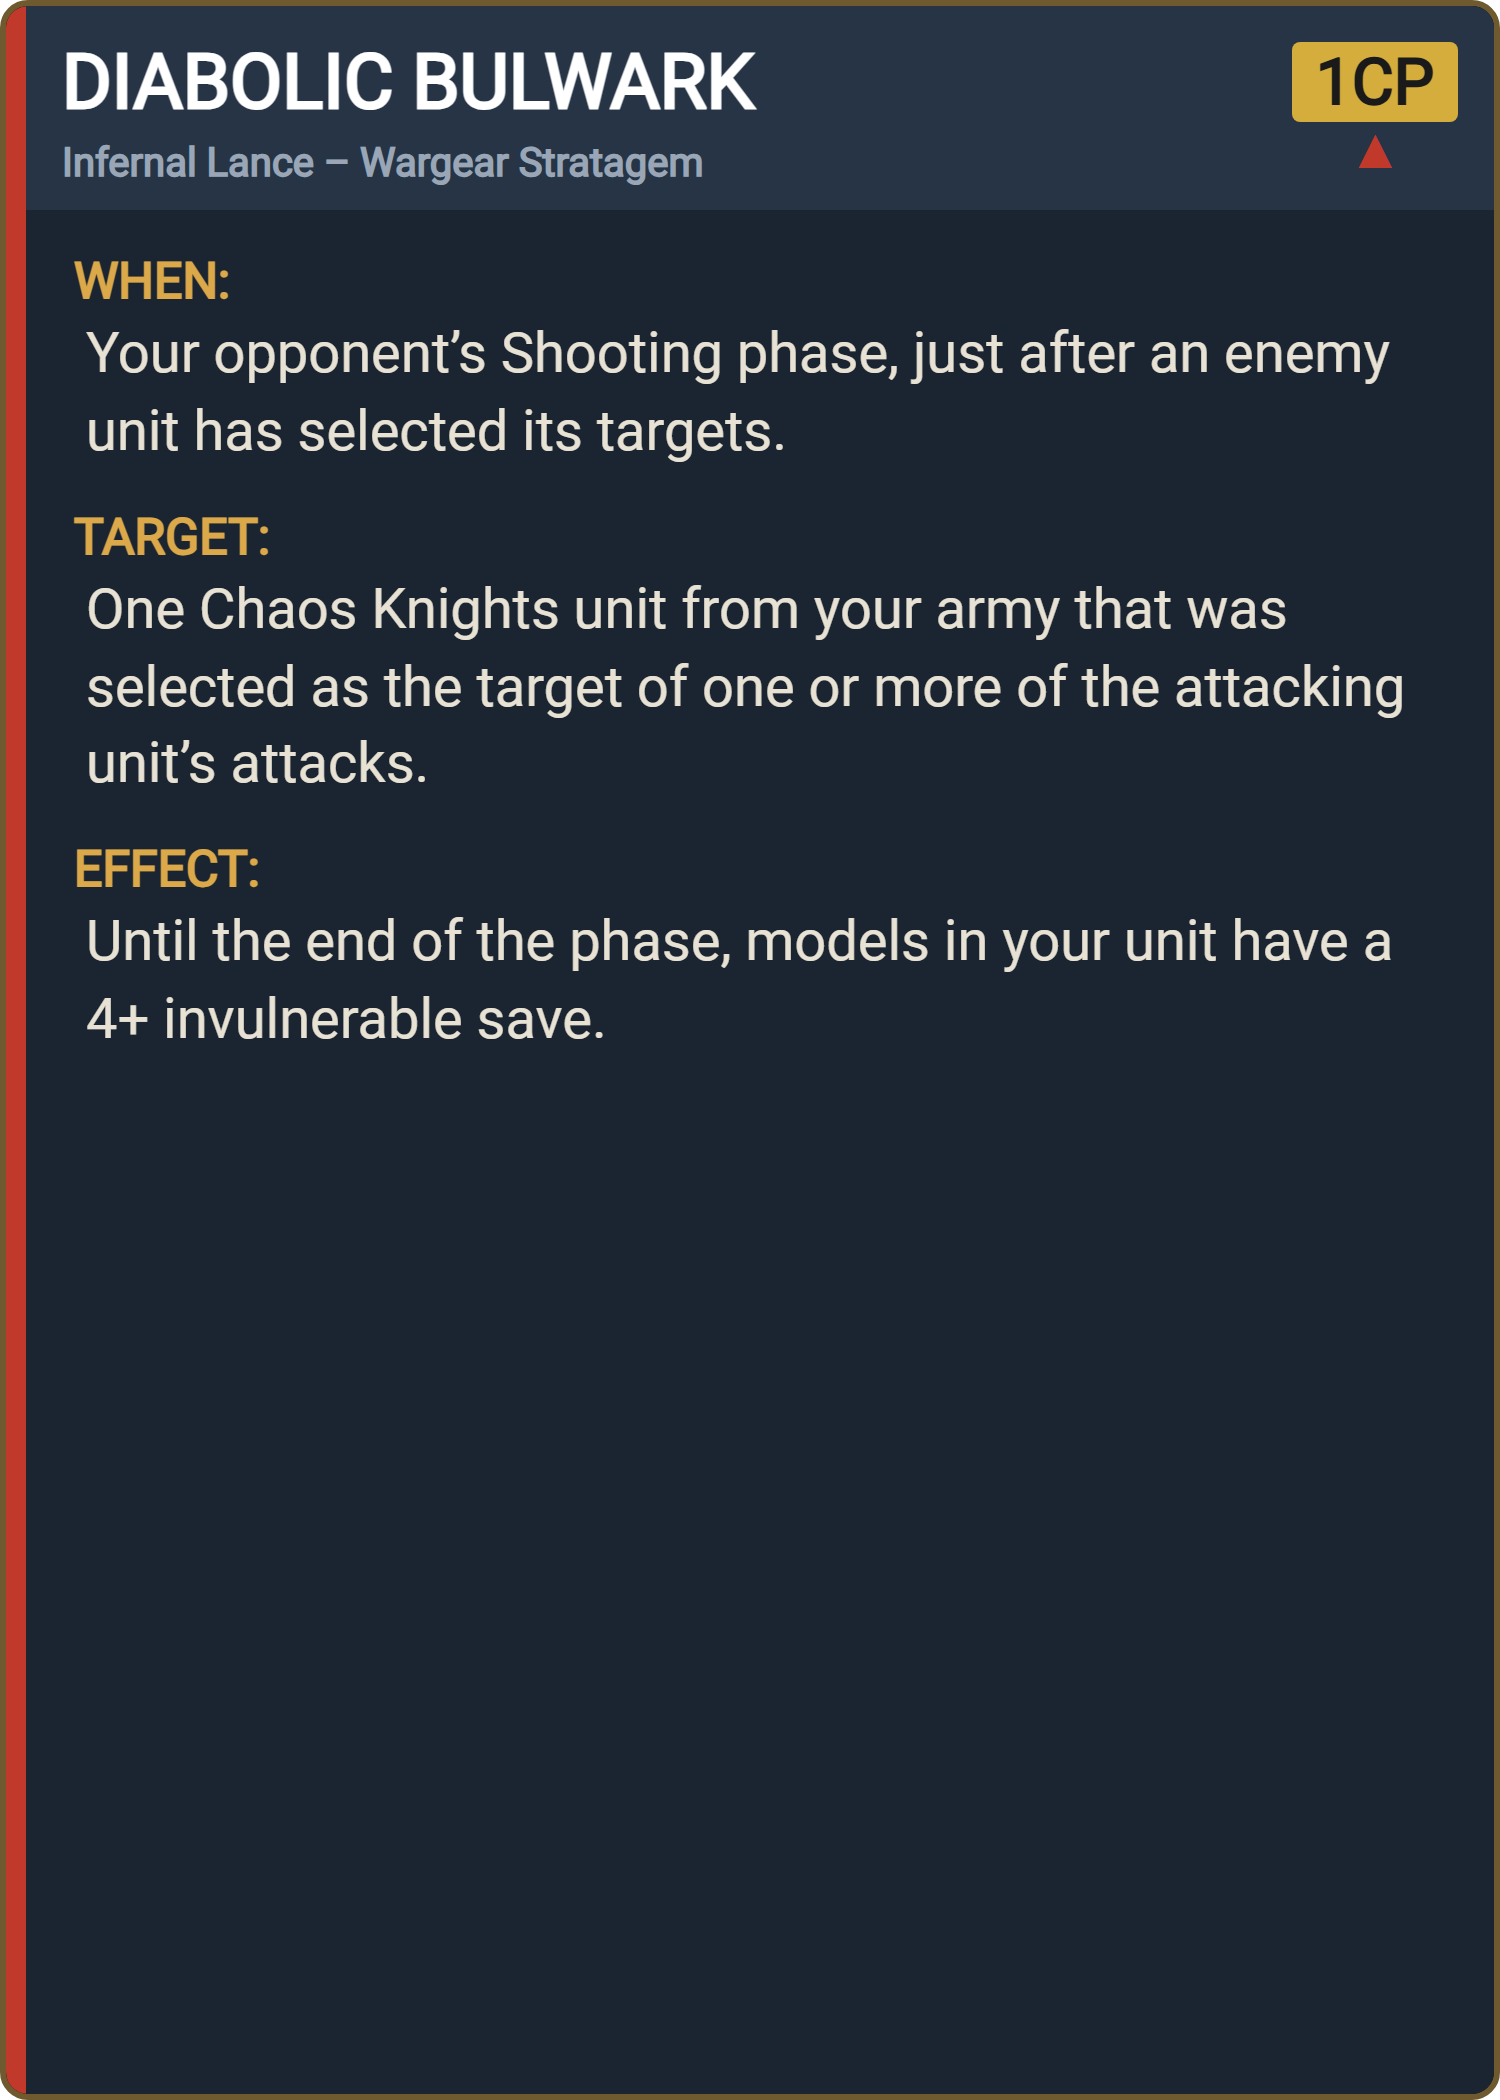 DIABOLIC BULWARK
1CP
Infernal Lance – Wargear Stratagem
WHEN:
Your opponent’s Shooting phase, just after an enemy
unit has selected its targets.
TARGET:
One Chaos Knights unit from your army that was
selected as the target of one or more of the attacking
unit’s attacks.
EFFECT:
Until the end of the phase, models in your unit have a
4+ invulnerable save.